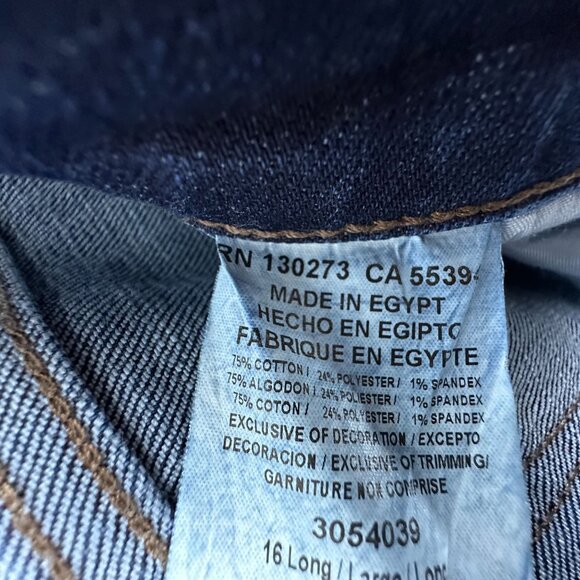 RN 130273 CA 5539
MADE IN EGYPT
HECHO EN EGIPTO
FABRIQUE EN EGYPTE
75% COTTON / 24% POLYESTER / 1% SPANDEX
75% ALGODON / 24% POLYESTER / 1% SPANDEX
75% COTON / 24% POLYESTER / 1% SPANDEX
EXCLUSIVE OF DECORATION / EXCEPTO
DECORACION / EXCLUSIVE OF TRIMMING/
GARNITURE NON COMPRISE
3054039
16 Long / Large / Long